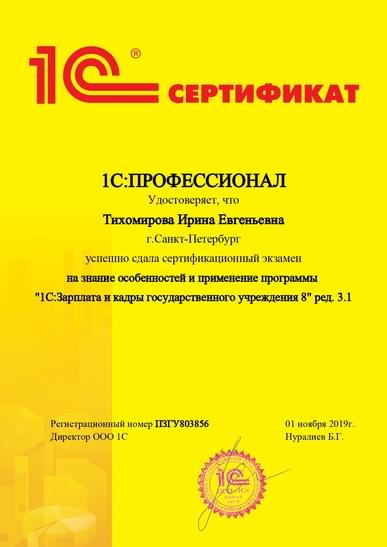 1С®
СЕРТИФИКАТ
1С:ПРОФЕССИОНАЛ
Удостоверяет, что
Тихомирова Ирина Евгеньевна
г.Санкт-Петербург
успешно сдала сертификационный экзамен
на знание особенностей и применение программы
"1С:Зарплата и кадры государственного учреждения 8" ред. 3.1
Регистрационный номер ПЗГУ803856
01 ноября 2019г.
Директор ООО 1С
Нуралиев Б.Г.
1С